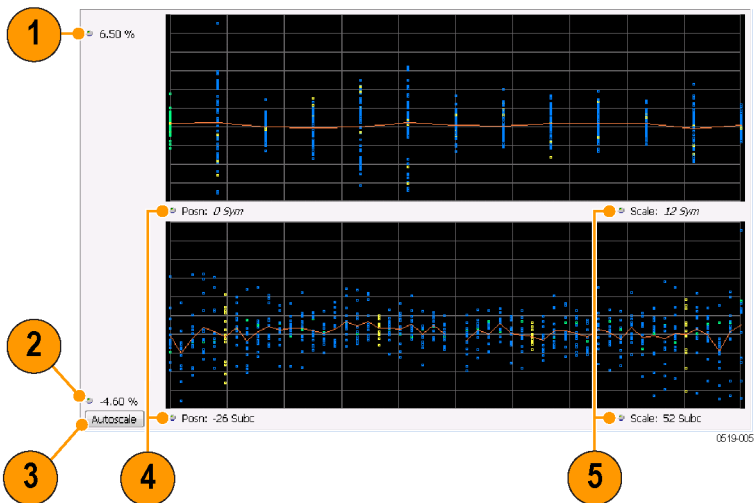 1
6.50 %
Posn: 0 Sym
Scale: 12 Sym
2
-4.60 %
Autoscale
Posn: -26 Subc
Scale: 52 Subc
0519-005
3
4
5